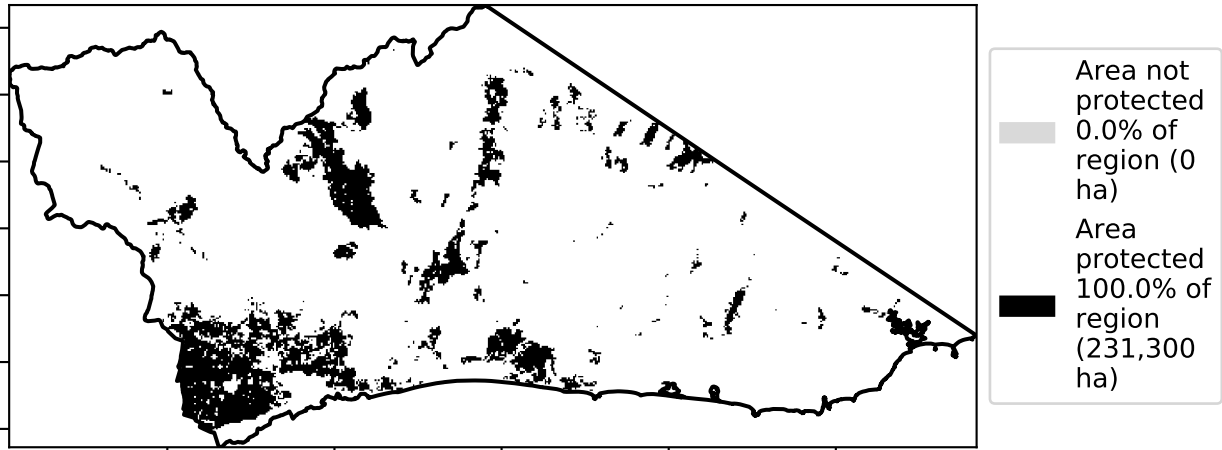 Area not
protected
0.0% of
region (0
ha)
Area
protected
100.0% of
region
(231,300
ha)